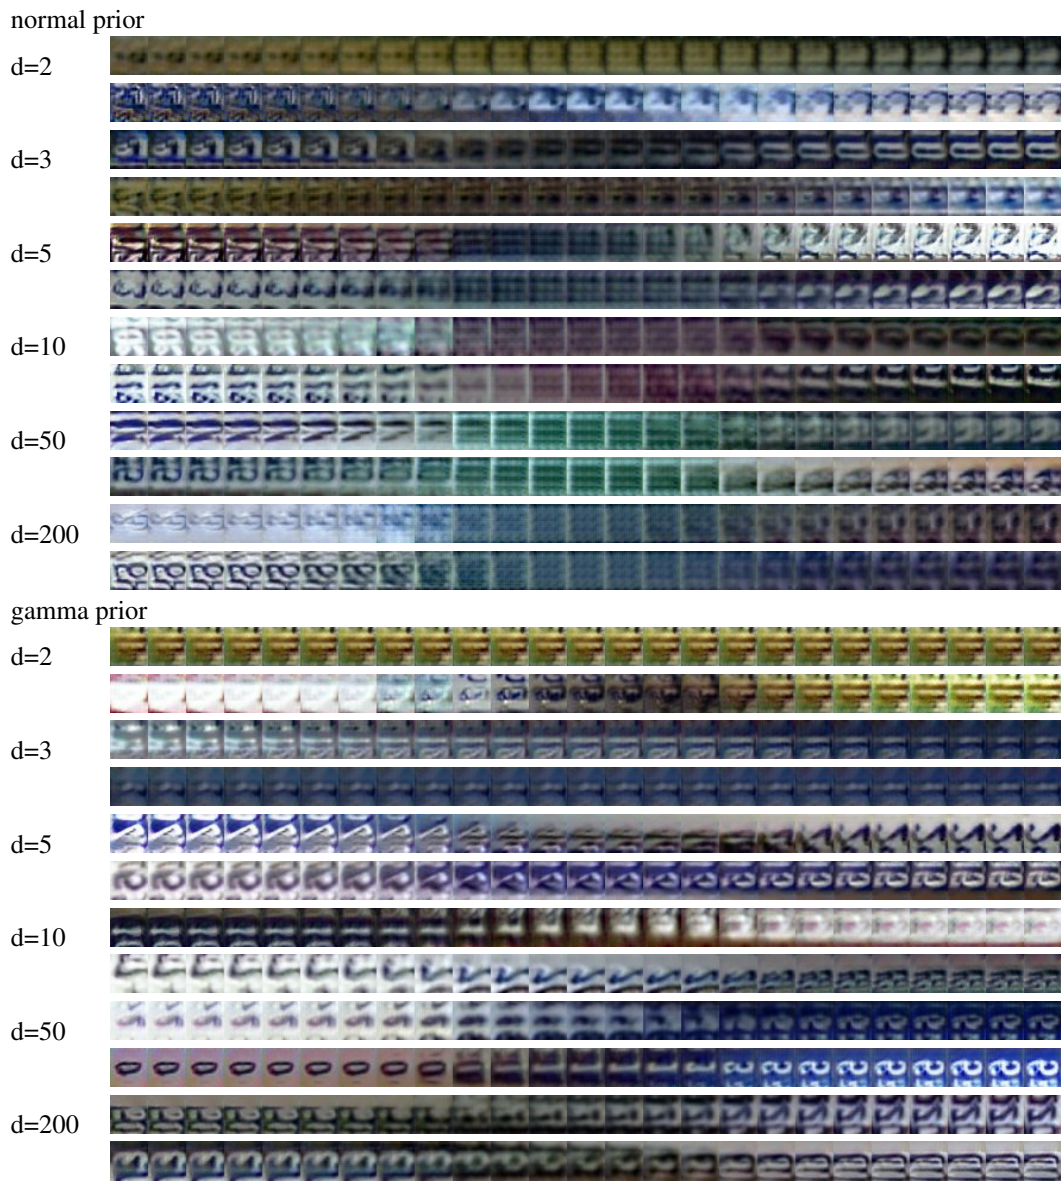 normal prior
d=2
d=3
d=5
d=10
d=50
d=200
gamma prior
d=2
d=3
d=5
d=10
d=50
d=200